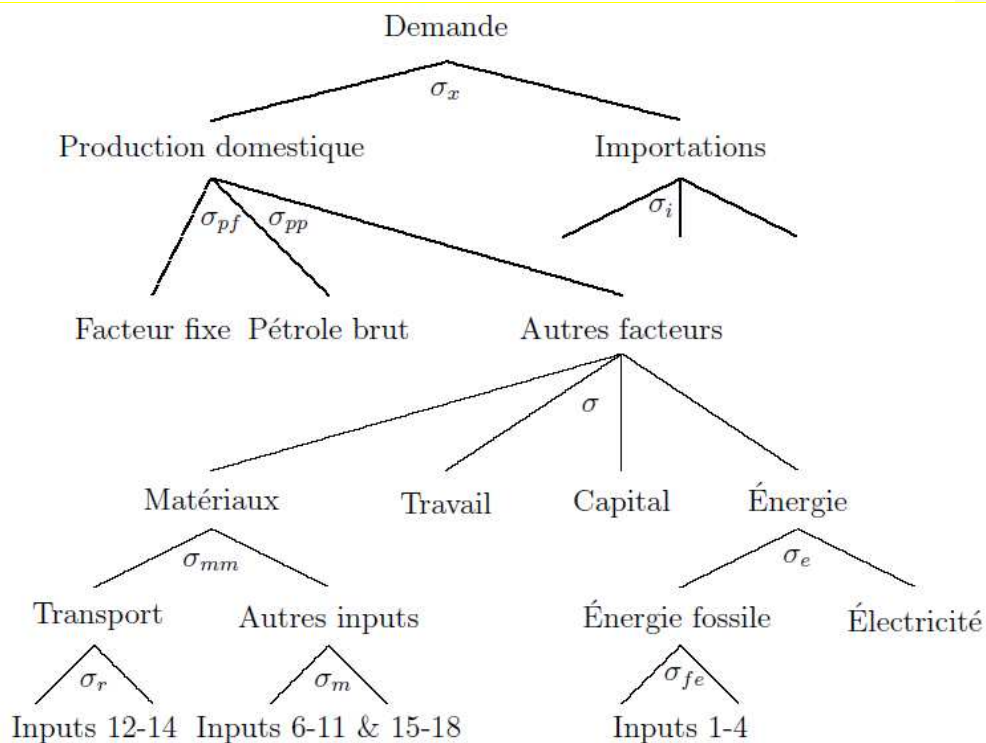 Demande
σx
Production domestique Importations
σpf σpp σi
Facteur fixe Pétrole brut Autres facteurs
σ
Matériaux Travail Capital Énergie
σmm σe
Transport Autres inputs Énergie fossile Électricité
σr σm σfe
Inputs 12-14 Inputs 6-11 & 15-18 Inputs 1-4